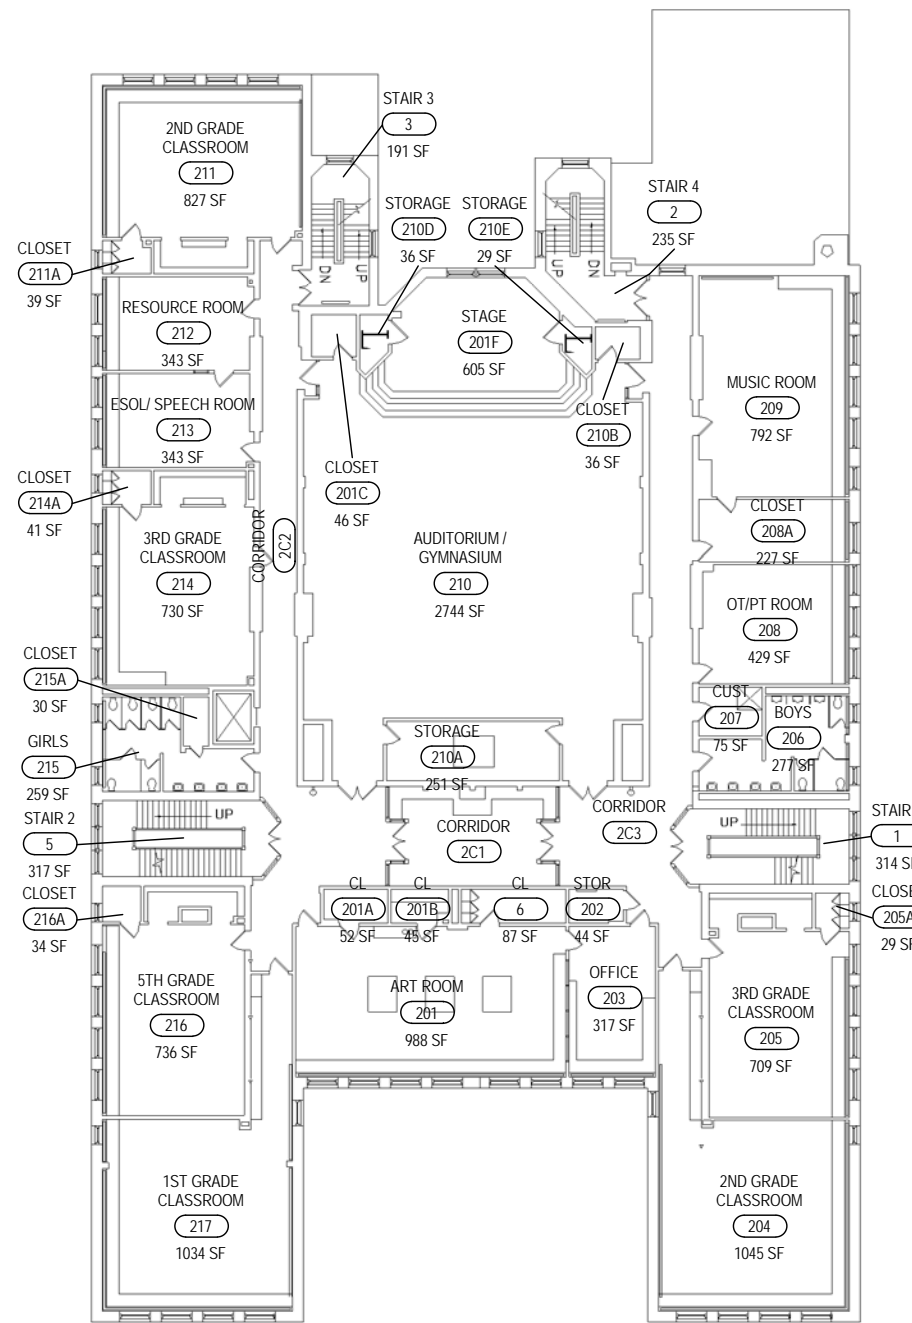 STAIR 3
3
191 SF
2ND GRADE
CLASSROOM
211
827 SF
STORAGE
210D
36 SF
STORAGE
210E
29 SF
STAIR 4
2
235 SF
CLOSET
211A
39 SF
DN
UP
UP
DN
RESOURCE ROOM
212
343 SF
STAGE
201F
605 SF
MUSIC ROOM
209
792 SF
ESOL/ SPEECH ROOM
213
343 SF
CLOSET
210B
36 SF
CLOSET
214A
41 SF
CLOSET
201C
46 SF
CORRIDOR
2C2
3RD GRADE
CLASSROOM
214
730 SF
AUDITORIUM /
GYMNASIUM
210
2744 SF
CLOSET
208A
227 SF
OT/PT ROOM
208
429 SF
CLOSET
215A
30 SF
CUST
207
75 SF
BOYS
206
277 SF
GIRLS
215
259 SF
STORAGE
210A
251 SF
STAIR 2
5
317 SF
UP
CORRIDOR
2C1
CORRIDOR
2C3
UP
STAIR
1
314 SF
CLOSET
216A
34 SF
CL
201A
52 SF
CL
201B
45 SF
CL
6
87 SF
STOR
202
44 SF
CLOSE
205A
29 SF
5TH GRADE
CLASSROOM
216
736 SF
ART ROOM
201
988 SF
OFFICE
203
317 SF
3RD GRADE
CLASSROOM
205
709 SF
1ST GRADE
CLASSROOM
217
1034 SF
2ND GRADE
CLASSROOM
204
1045 SF